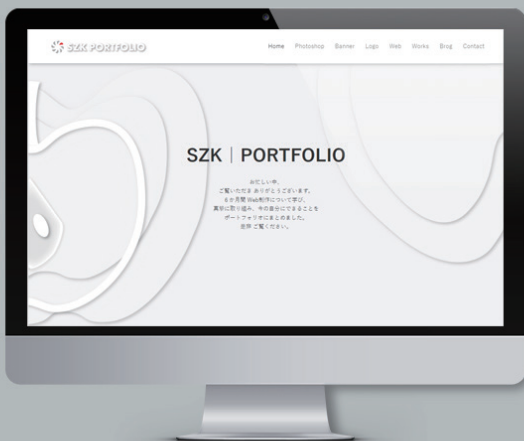 SZK PORTFOLIO
Home Photoshop Banner Logo Web Works Brog Contact
SZK｜PORTFOLIO
お忙しい中、
ご覧いただき ありがとうございます。
6か月間 Web制作について学び、
真摯に取り組み、今の自分にできることを
ポートフォリオにまとめました。
是非 ご覧ください。